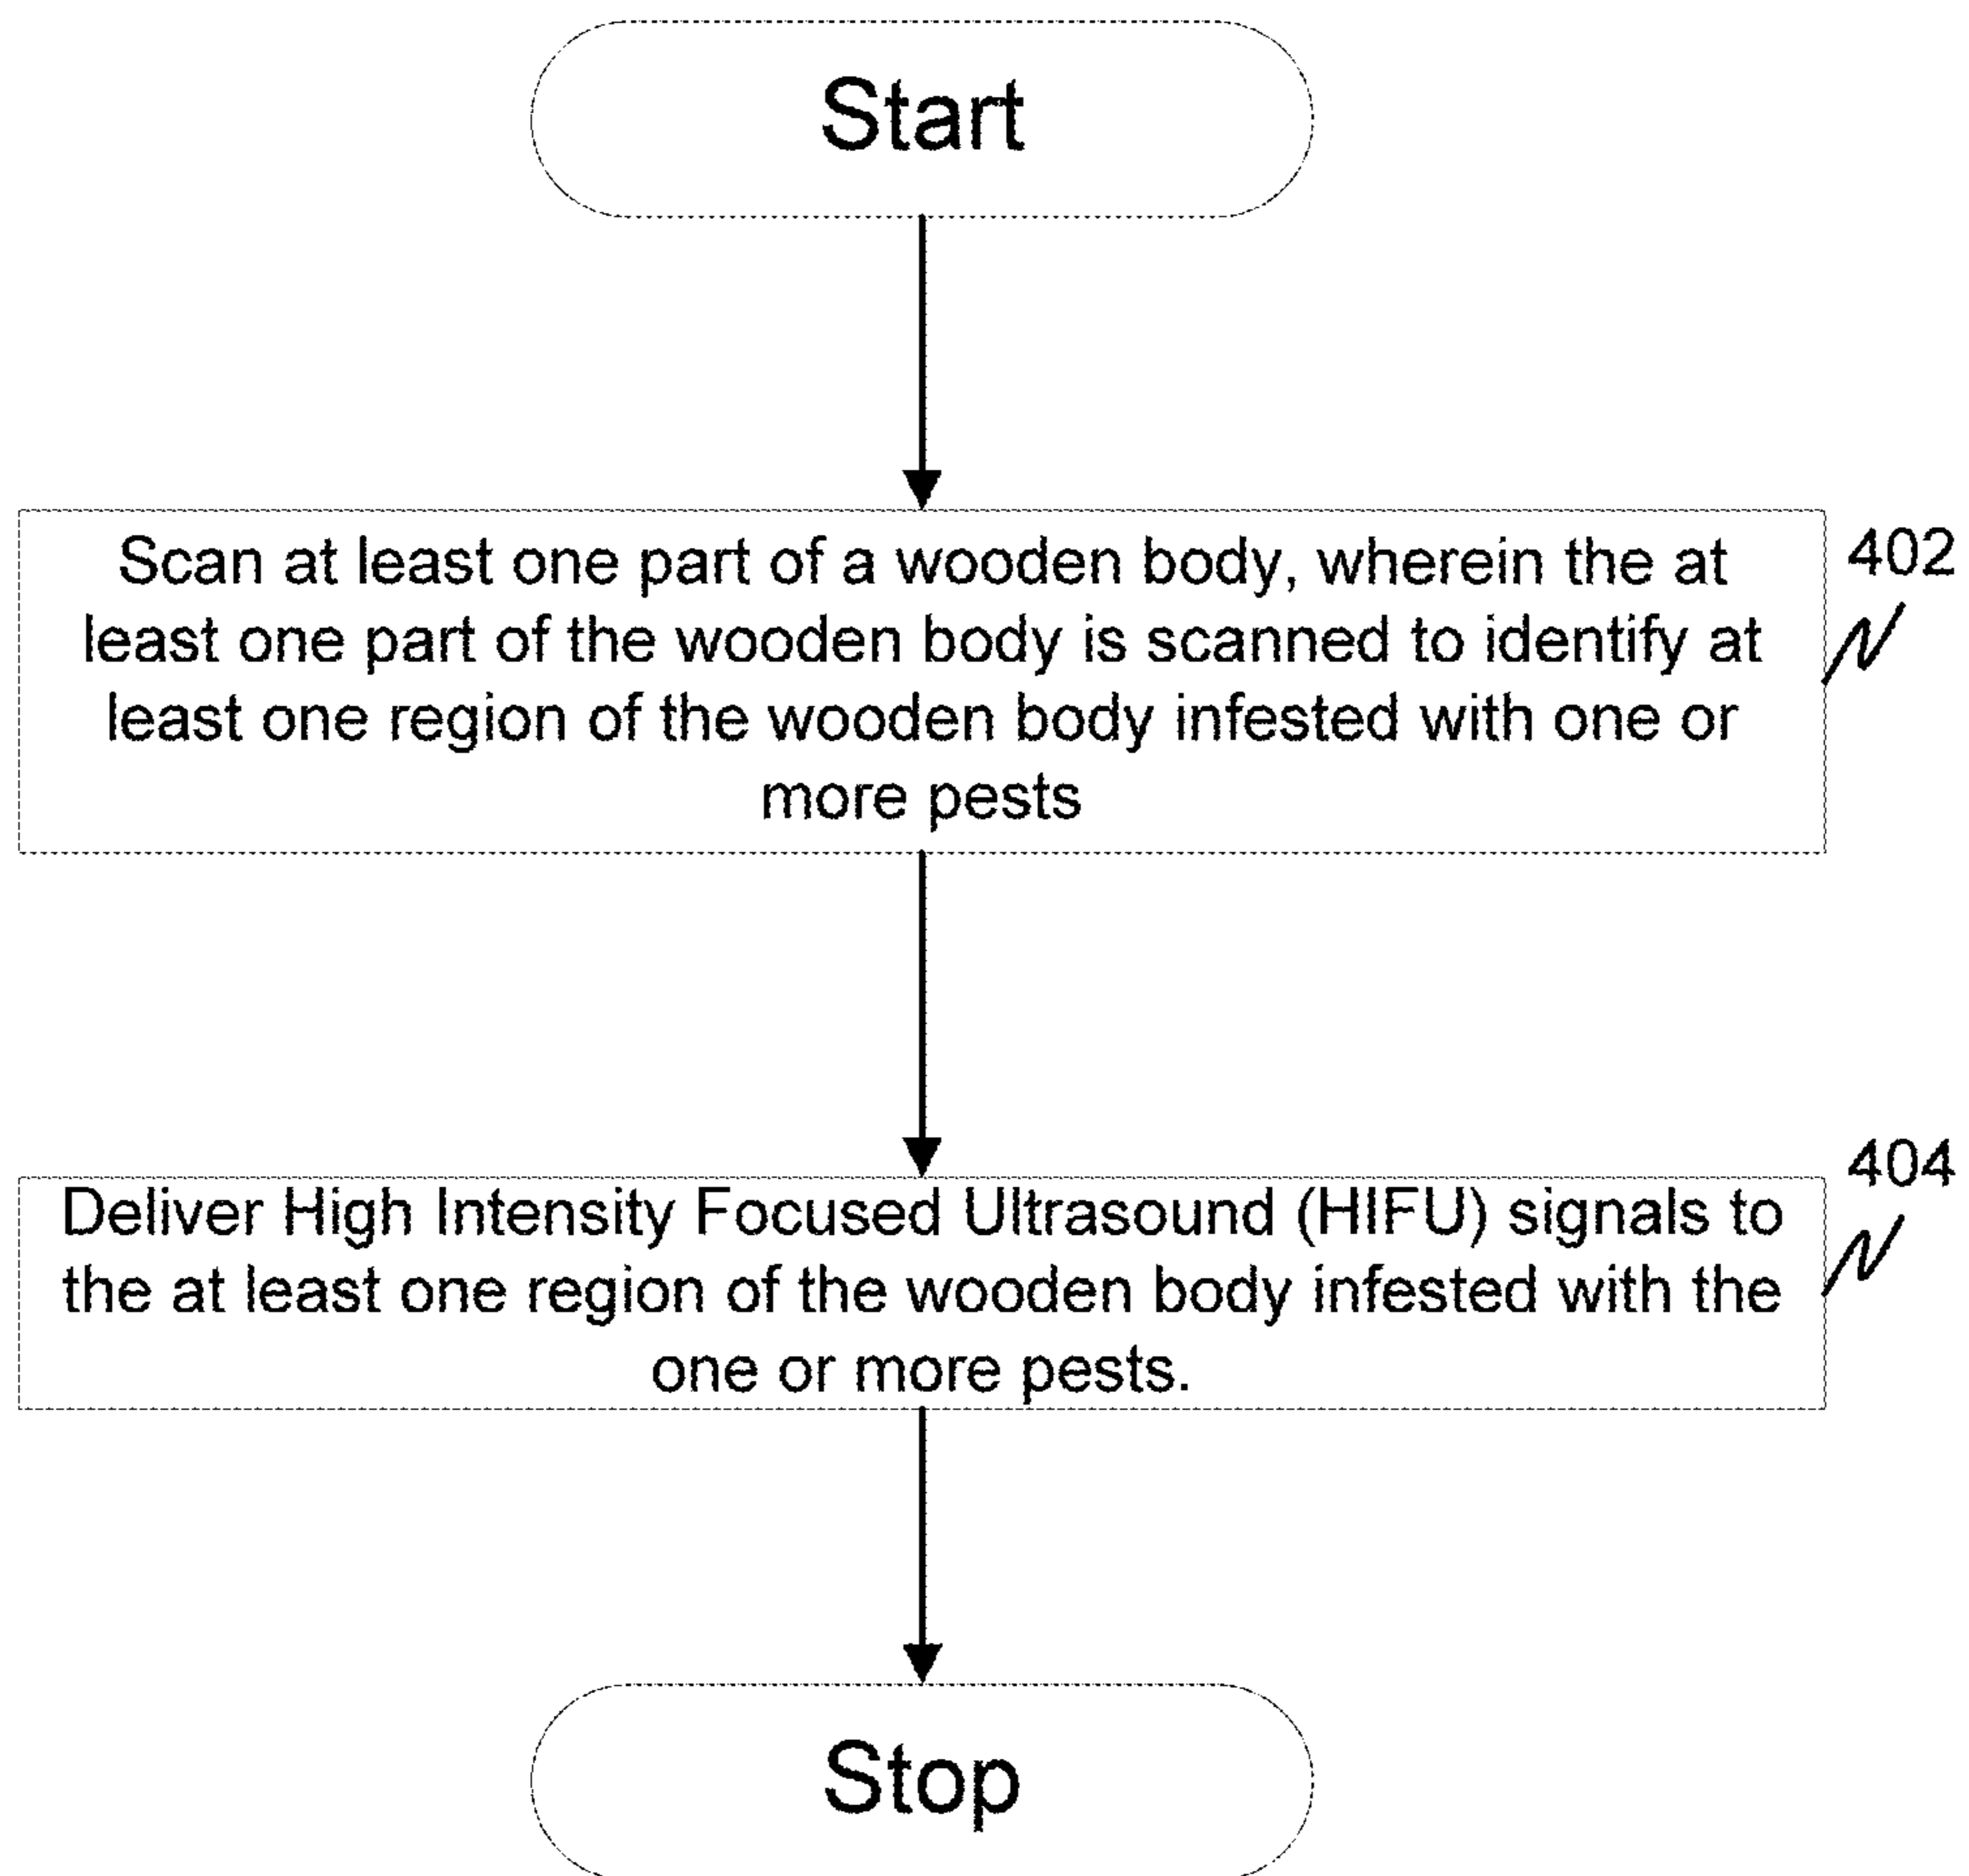 Start
Scan at least one part of a wooden body, wherein the at
least one part of the wooden body is scanned to identify at
least one region of the wooden body infested with one or
more pests
402
Deliver High Intensity Focused Ultrasound (HIFU) signals to
the at least one region of the wooden body infested with the
one or more pests.
404
Stop